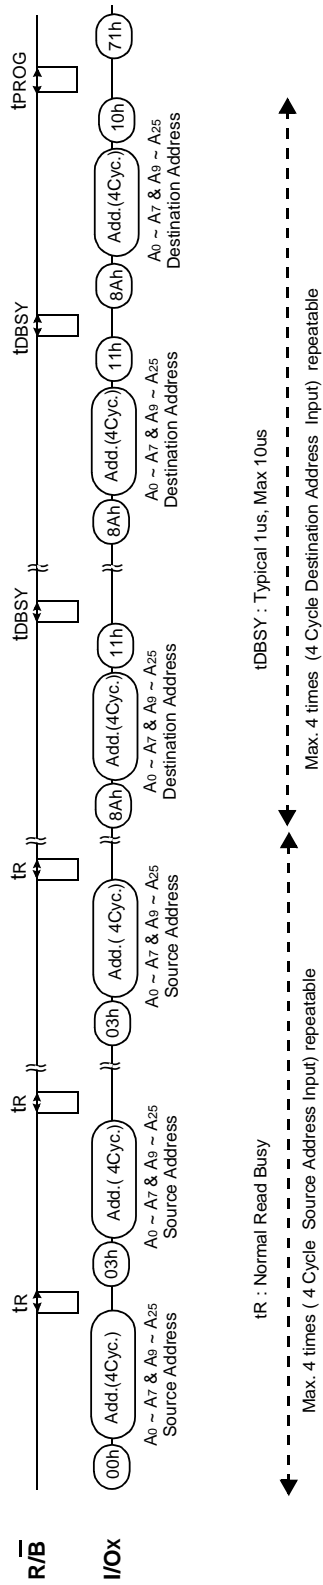 R/B tR tR tR tDBSY tDBSY tPROG
I/Ox 00h Add.(4Cyc.) 03h Add.( 4Cyc.) 03h Add.( 4Cyc.) 8Ah Add.(4Cyc.) 11h 8Ah Add.(4Cyc.) 11h 8Ah Add.(4Cyc.) 10h 71h
A0 ~ A7 & A9 ~ A25 A0 ~ A7 & A9 ~ A25 A0 ~ A7 & A9 ~ A25 A0 ~ A7 & A9 ~ A25 A0 ~ A7 & A9 ~ A25 A0 ~ A7 & A9 ~ A25
Source Address Source Address Source Address Destination Address Destination Address Destination Address
tR : Normal Read Busy tDBSY : Typical 1us, Max 10us
Max. 4 times ( 4 Cycle Source Address Input) repeatable Max. 4 times (4 Cycle Destination Address Input) repeatable